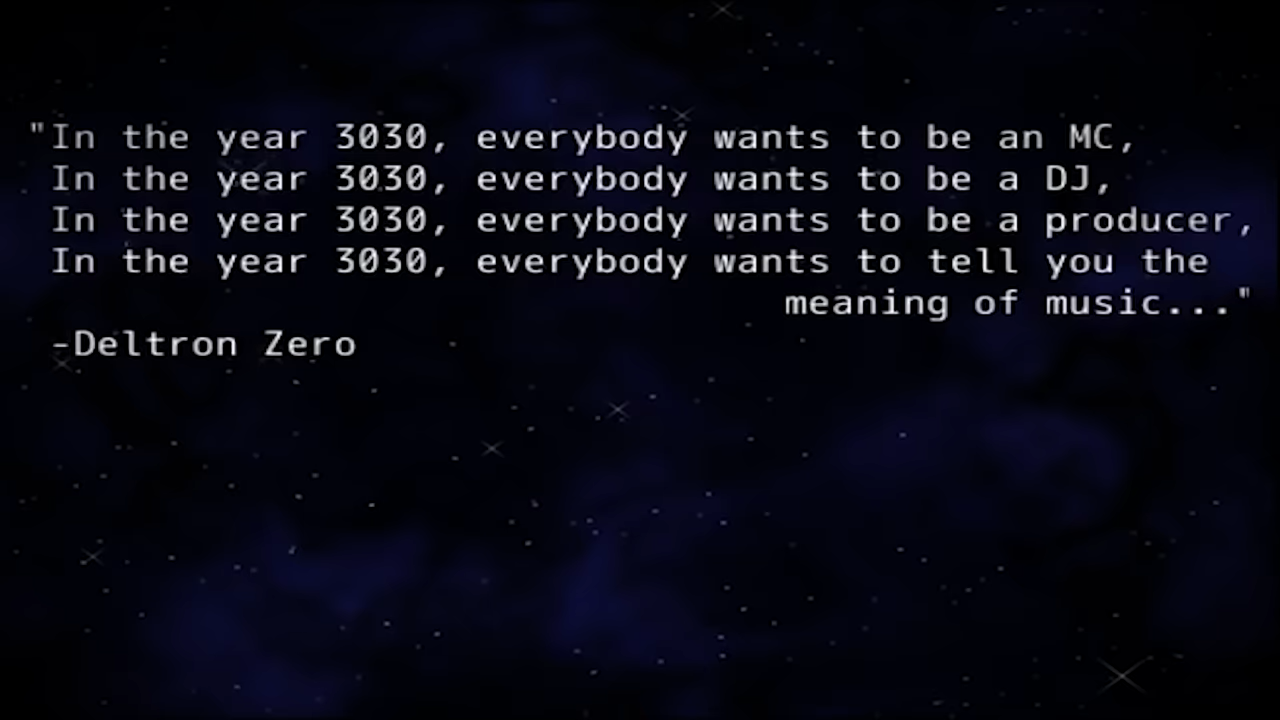 "In the year 3030, everybody wants to be an MC,
In the year 3030, everybody wants to be a DJ,
In the year 3030, everybody wants to be a producer,
In the year 3030, everybody wants to tell you the
meaning of music..."
-Deltron Zero